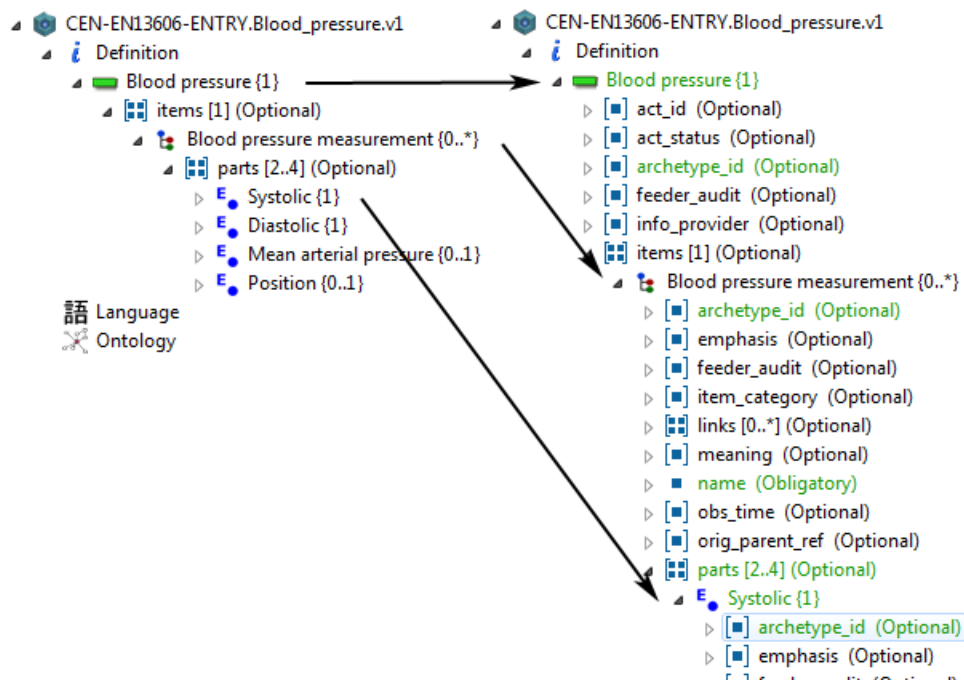 CEN-EN13606-ENTRY.Blood_pressure.v1
Definition
Blood pressure {1}
items [1] (Optional)
Blood pressure measurement {0..*}
parts [2..4] (Optional)
E Systolic {1}
E Diastolic {1}
E Mean arterial pressure {0..1}
E Position {0..1}
語 Language
Ontology
CEN-EN13606-ENTRY.Blood_pressure.v1
Definition
Blood pressure {1}
act_id (Optional)
act_status (Optional)
archetype_id (Optional)
feeder_audit (Optional)
info_provider (Optional)
items [1] (Optional)
Blood pressure measurement {0..*}
archetype_id (Optional)
emphasis (Optional)
feeder_audit (Optional)
item_category (Optional)
links [0..*] (Optional)
meaning (Optional)
name (Obligatory)
obs_time (Optional)
orig_parent_ref (Optional)
parts [2..4] (Optional)
E Systolic {1}
archetype_id (Optional)
emphasis (Optional)